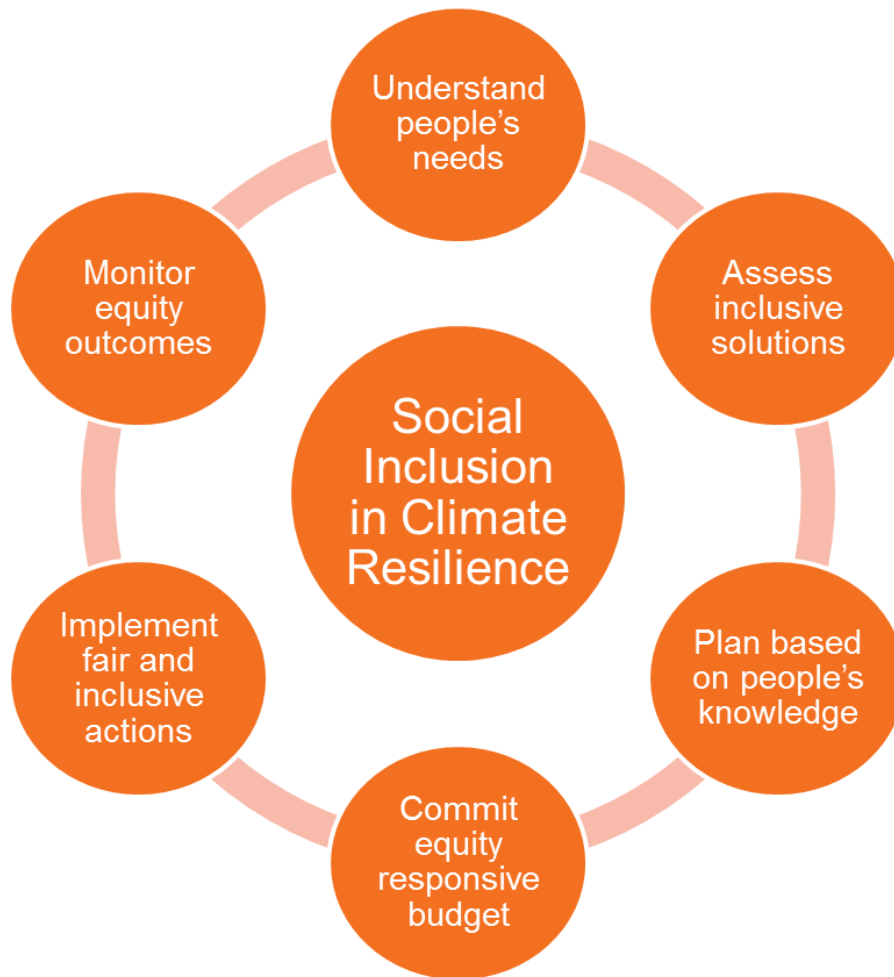 Understand
people’s
needs
Assess
inclusive
solutions
Plan based
on people’s
knowledge
Commit
equity
responsive
budget
Implement
fair and
inclusive
actions
Monitor
equity
outcomes
Social
Inclusion
in Climate
Resilience